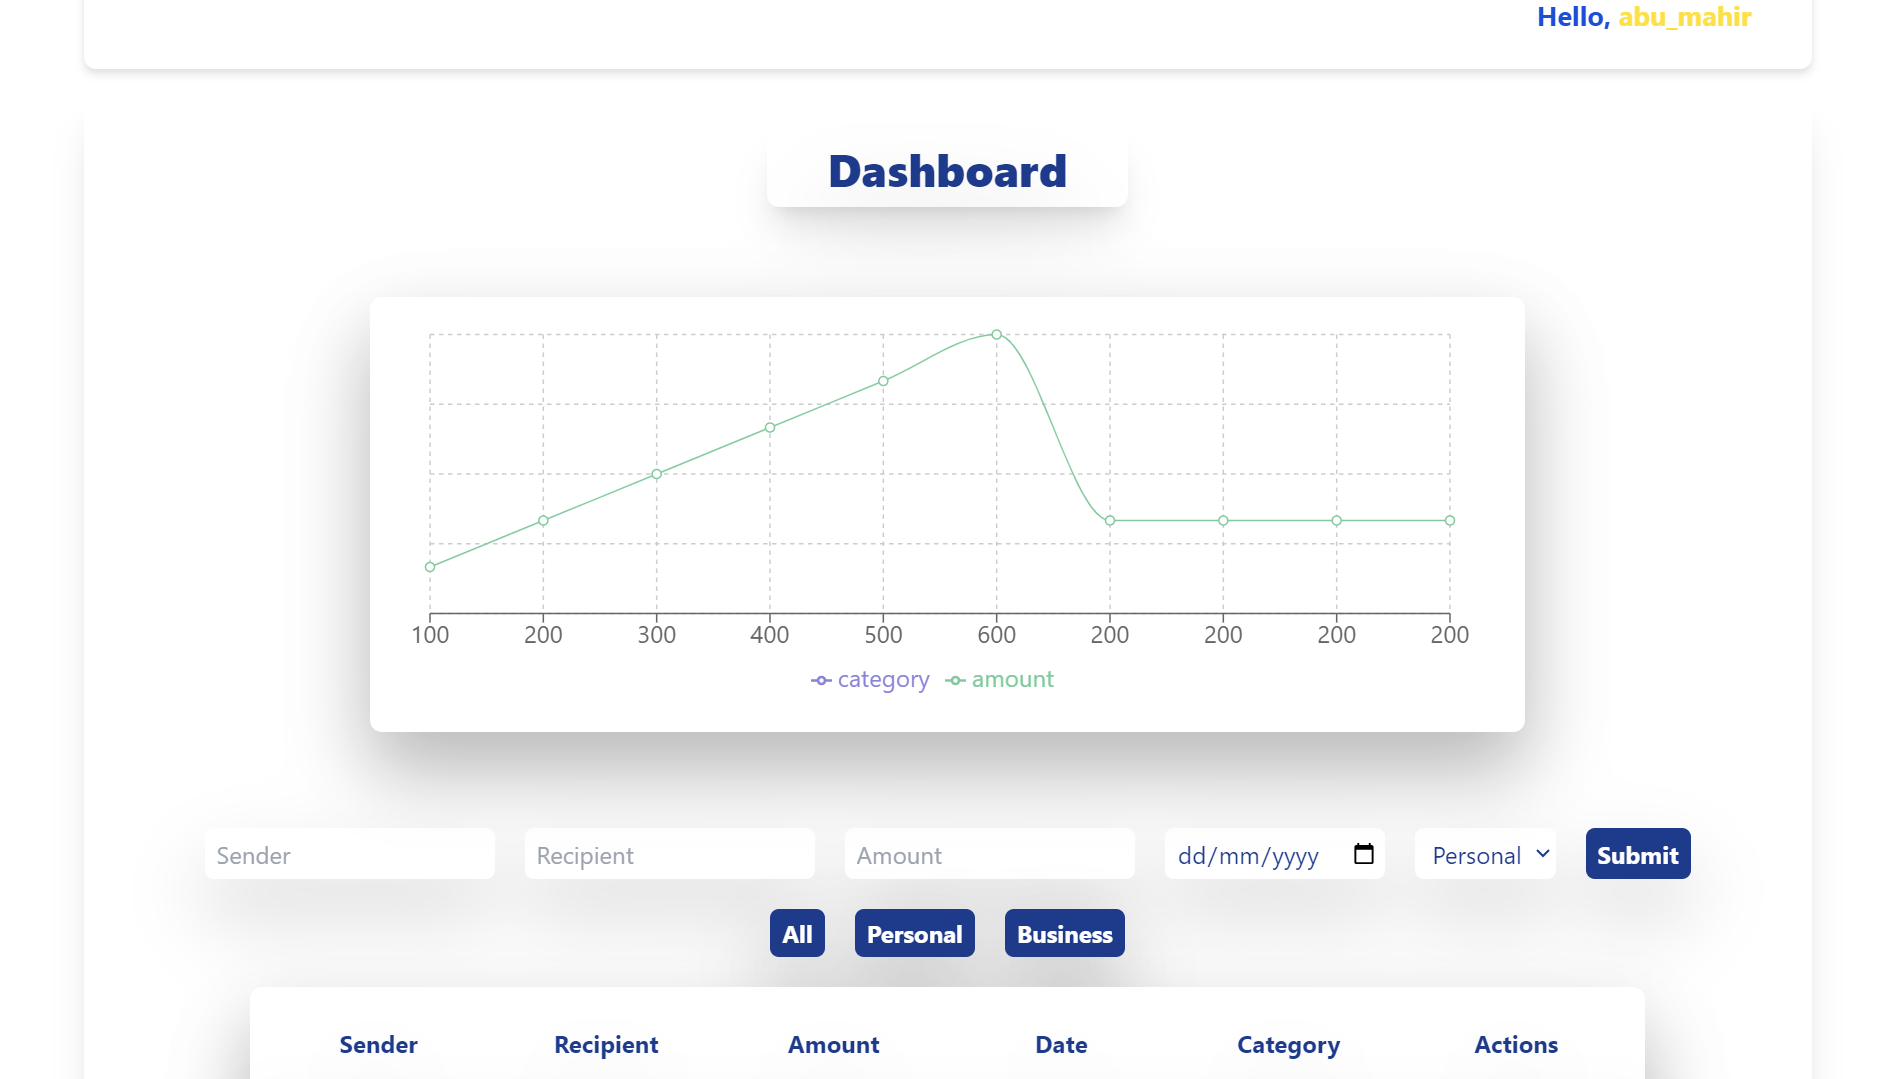 Hello, abu_mahir
Dashboard
100 200 300 400 500 600 200 200 200 200
category amount
Sender Recipient Amount dd/mm/yyyy Personal Submit
All Personal Business
Sender Recipient Amount Date Category Actions